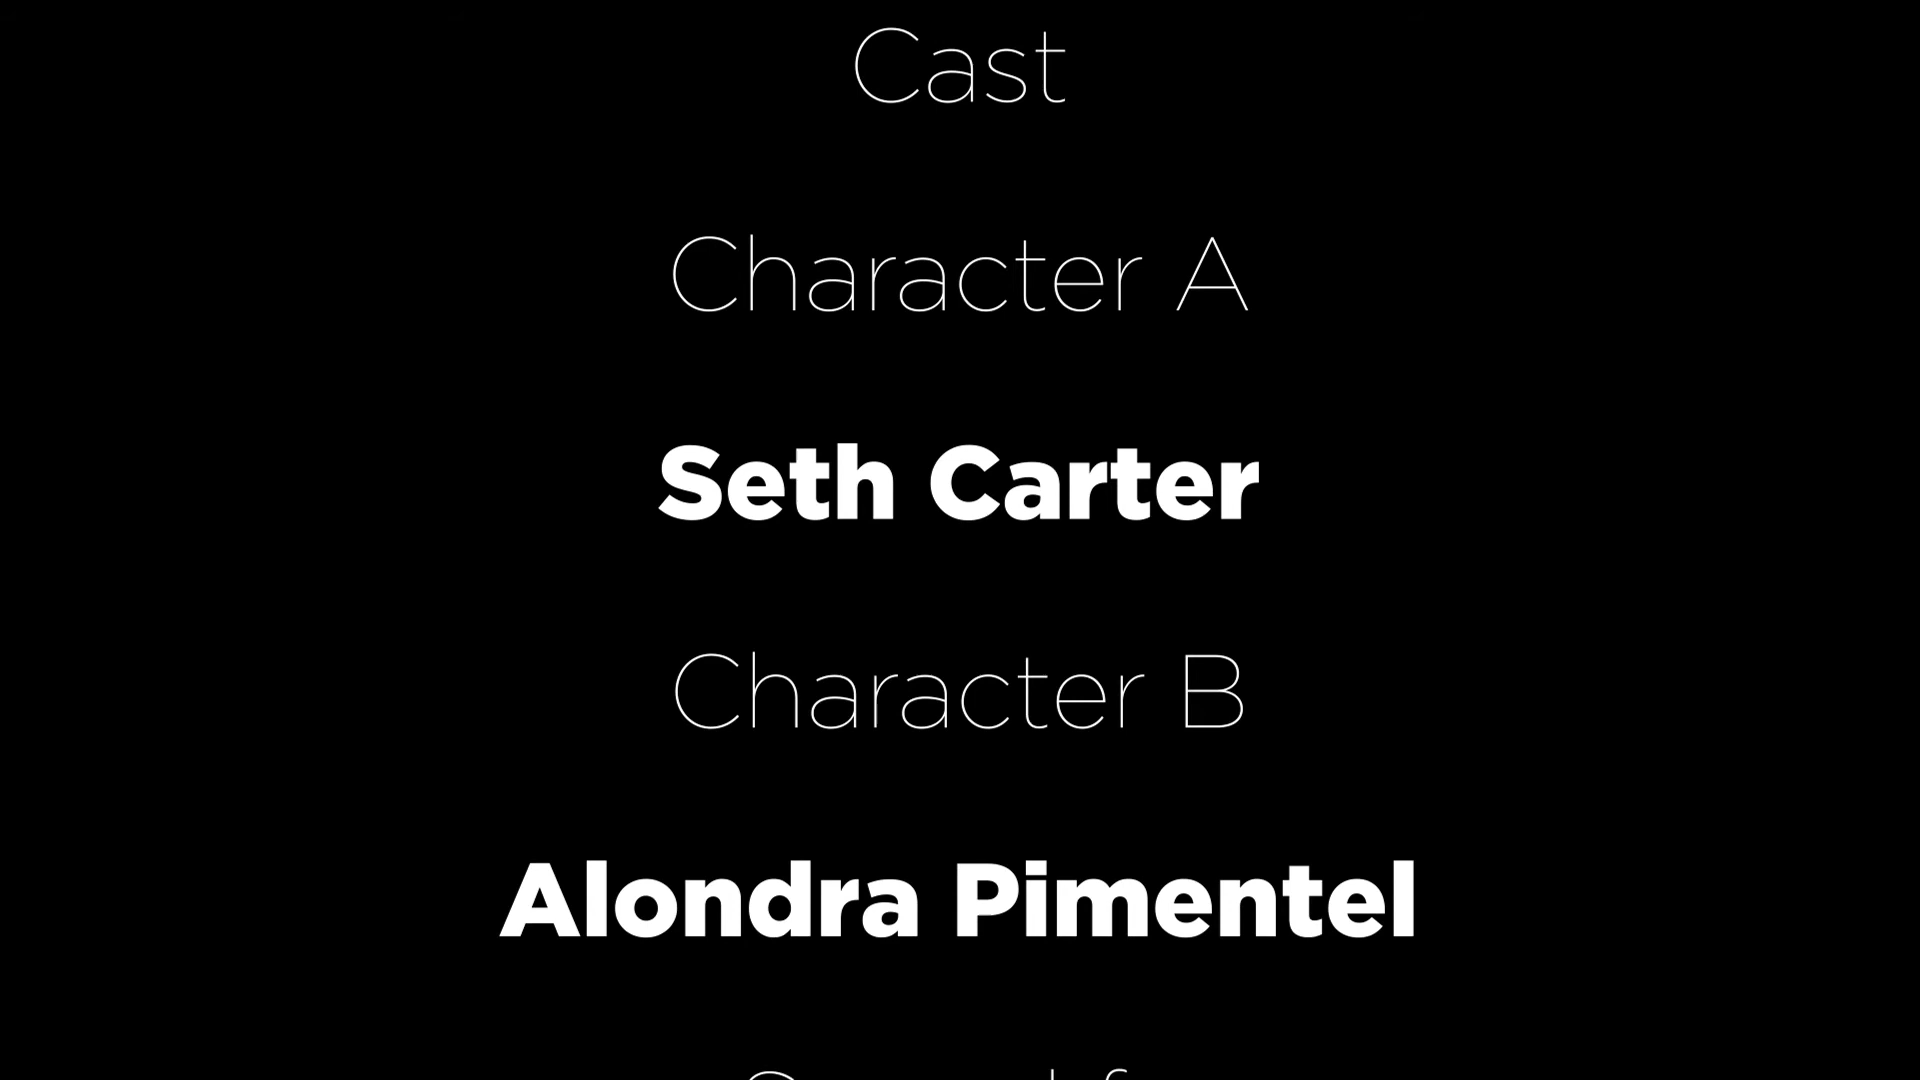 Cast
Character A
Seth Carter
Character B
Alondra Pimentel